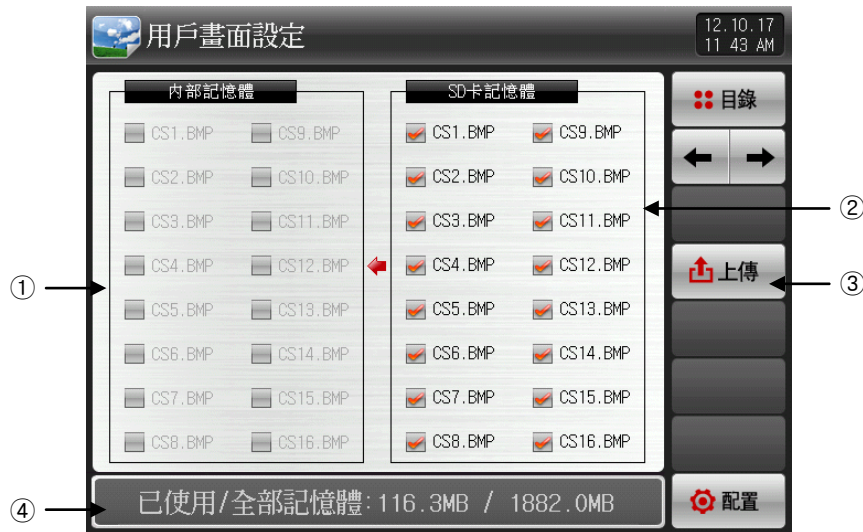 用戶畫面設定
12.10.17
11 43 AM
内部記憶體
CS1.BMP CS9.BMP
CS2.BMP CS10.BMP
CS3.BMP CS11.BMP
CS4.BMP CS12.BMP
CS5.BMP CS13.BMP
CS6.BMP CS14.BMP
CS7.BMP CS15.BMP
CS8.BMP CS16.BMP
SD卡記憶體
CS1.BMP CS9.BMP
CS2.BMP CS10.BMP
CS3.BMP CS11.BMP
CS4.BMP CS12.BMP
CS5.BMP CS13.BMP
CS6.BMP CS14.BMP
CS7.BMP CS15.BMP
CS8.BMP CS16.BMP
目錄
上傳
配置
已使用/全部記憶體:116.3MB / 1882.0MB
①
②
③
④